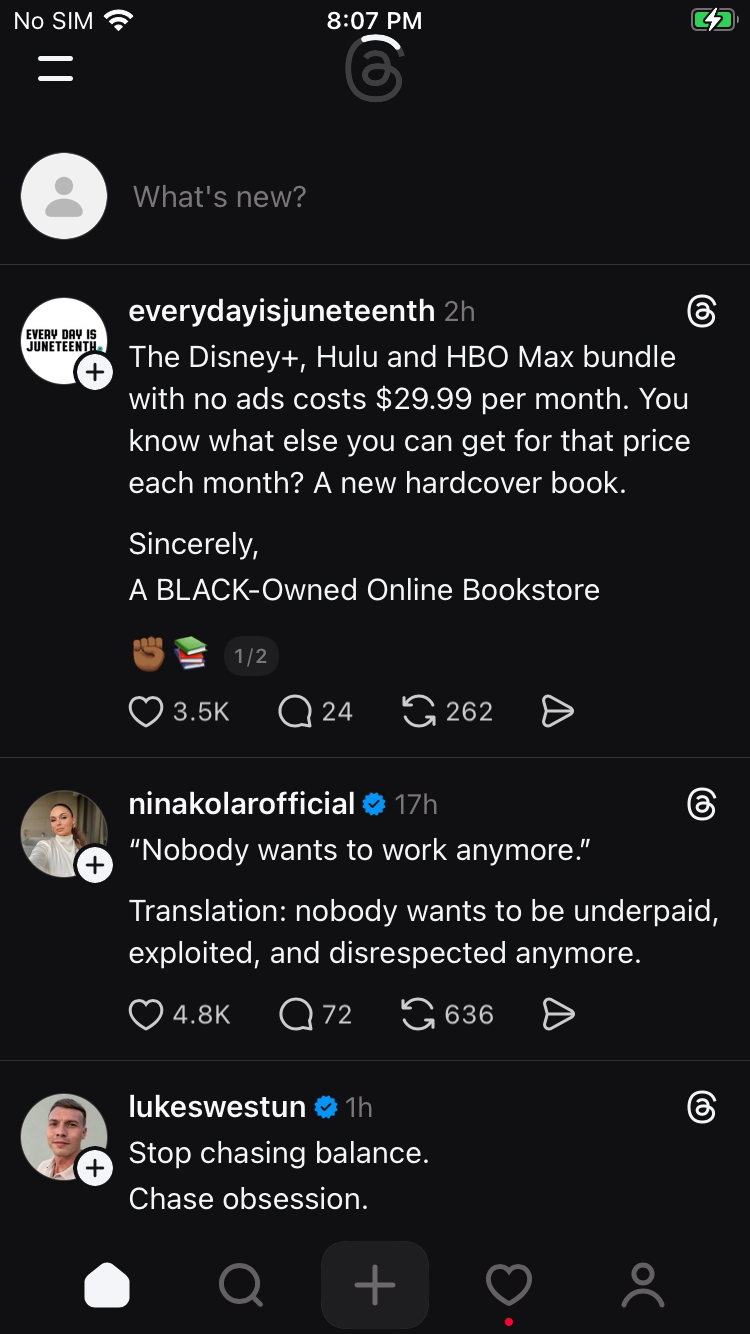 No SIM 8:07 PM
What's new?
EVERY DAY IS
JUNETEENTH.
everydayisjuneteenth 2h
The Disney+, Hulu and HBO Max bundle
with no ads costs $29.99 per month. You
know what else you can get for that price
each month? A new hardcover book.
Sincerely,
A BLACK-Owned Online Bookstore
✊🏾📚 1/2
3.5K 24 262
ninakolarofficial 17h
“Nobody wants to work anymore.”
Translation: nobody wants to be underpaid,
exploited, and disrespected anymore.
4.8K 72 636
lukeswestun 1h
Stop chasing balance.
Chase obsession.